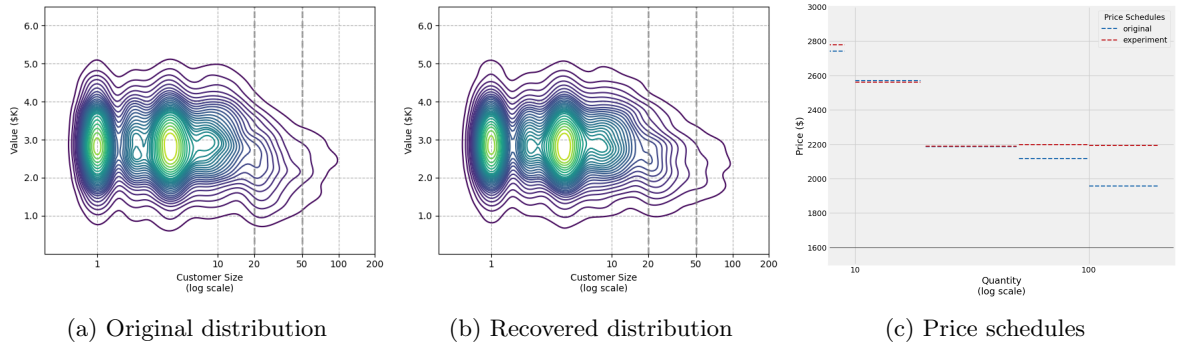 6.0
5.0
4.0
3.0
2.0
1.0
Value ($K)
1
10
20
50
100
200
Customer Size
(log scale)
(a) Original distribution
6.0
5.0
4.0
3.0
2.0
1.0
Value ($K)
1
10
20
50
100
200
Customer Size
(log scale)
(b) Recovered distribution
3000
2800
2600
2400
2200
2000
1800
1600
Price ($)
Price Schedules
original
experiment
10
100
Quantity
(log scale)
(c) Price schedules